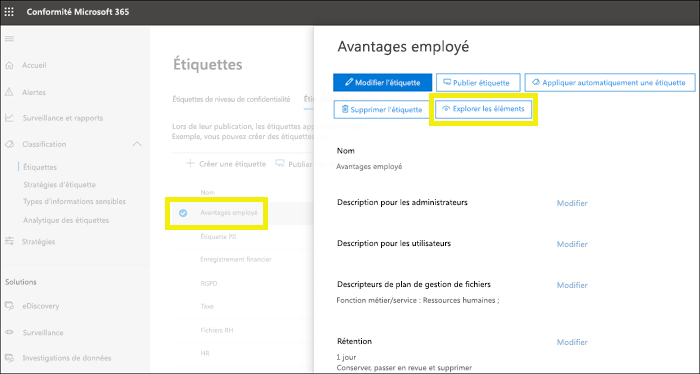 Conformité Microsoft 365
Accueil
Alertes
Surveillance et rapports
Classification
Étiquettes
Stratégies d'étiquette
Types d'informations sensibles
Analytique des étiquettes
Stratégies
Solutions
eDiscovery
Surveillance
Investigations de données
Étiquettes
Étiquettes de niveau de confidentialité Éti
Lors de leur publication, les étiquettes app
Exemple, vous pouvez créer des étiquettes
Créer une étiquette Publier
Nom
Avantages employé
Étiquette PII
Enregistrement financier
RGPD
Taxe
Fichiers RH
HR
Avantages employé
Modifier l'étiquette Publier étiquette Appliquer automatiquement une étiquette
Supprimer l'étiquette Explorer les éléments
Nom
Avantages employé
Description pour les administrateurs Modifier
Description pour les utilisateurs Modifier
Descripteurs de plan de gestion de fichiers Modifier
Fonction métier/service : Ressources humaines ;
Rétention Modifier
1 jour
Conserver, passer en revue et supprimer